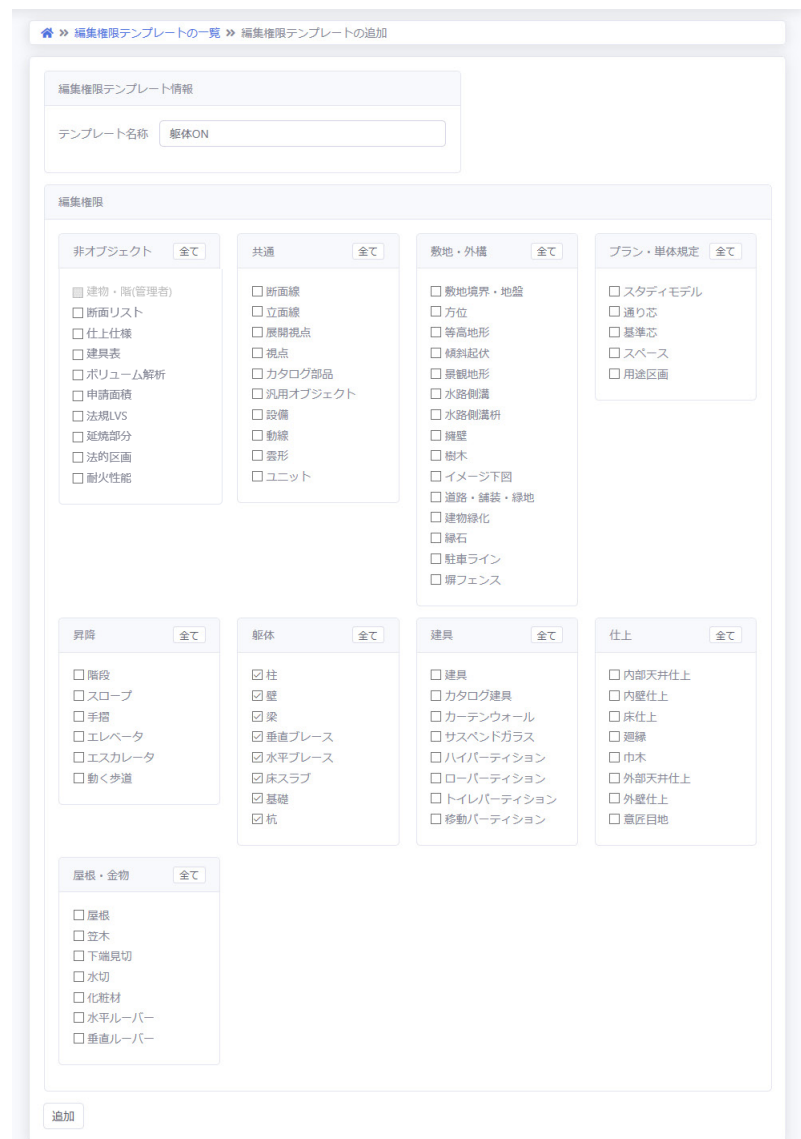 編集権限テンプレートの一覧 編集権限テンプレートの追加
編集権限テンプレート情報
テンプレート名称 躯体ON
編集権限
非オブジェクト 全て
建物・階(管理者)
断面リスト
仕上仕様
建具表
ボリューム解析
申請面積
法規LVS
延焼部分
法的区画
耐火性能
共通 全て
断面線
立面線
展開視点
視点
カタログ部品
汎用オブジェクト
設備
動線
雲形
ユニット
敷地・外構 全て
敷地境界・地盤
方位
等高地形
傾斜起伏
景観地形
水路側溝
水路側溝枡
擁壁
樹木
イメージ下図
道路・舗装・緑地
建物緑化
縁石
駐車ライン
塀フェンス
プラン・単体規定 全て
スタディモデル
通り芯
基準芯
スペース
用途区画
昇降 全て
階段
スロープ
手摺
エレベータ
エスカレータ
動く歩道
躯体 全て
柱
壁
梁
垂直ブレース
水平ブレース
床スラブ
基礎
杭
建具 全て
建具
カタログ建具
カーテンウォール
サスペンドガラス
ハイパーティション
ローパーティション
トイレパーティション
移動パーティション
仕上 全て
内部天井仕上
内壁仕上
床仕上
廻縁
巾木
外部天井仕上
外壁仕上
意匠目地
屋根・金物 全て
屋根
笠木
下端見切
水切
化粧材
水平ルーバー
垂直ルーバー
追加